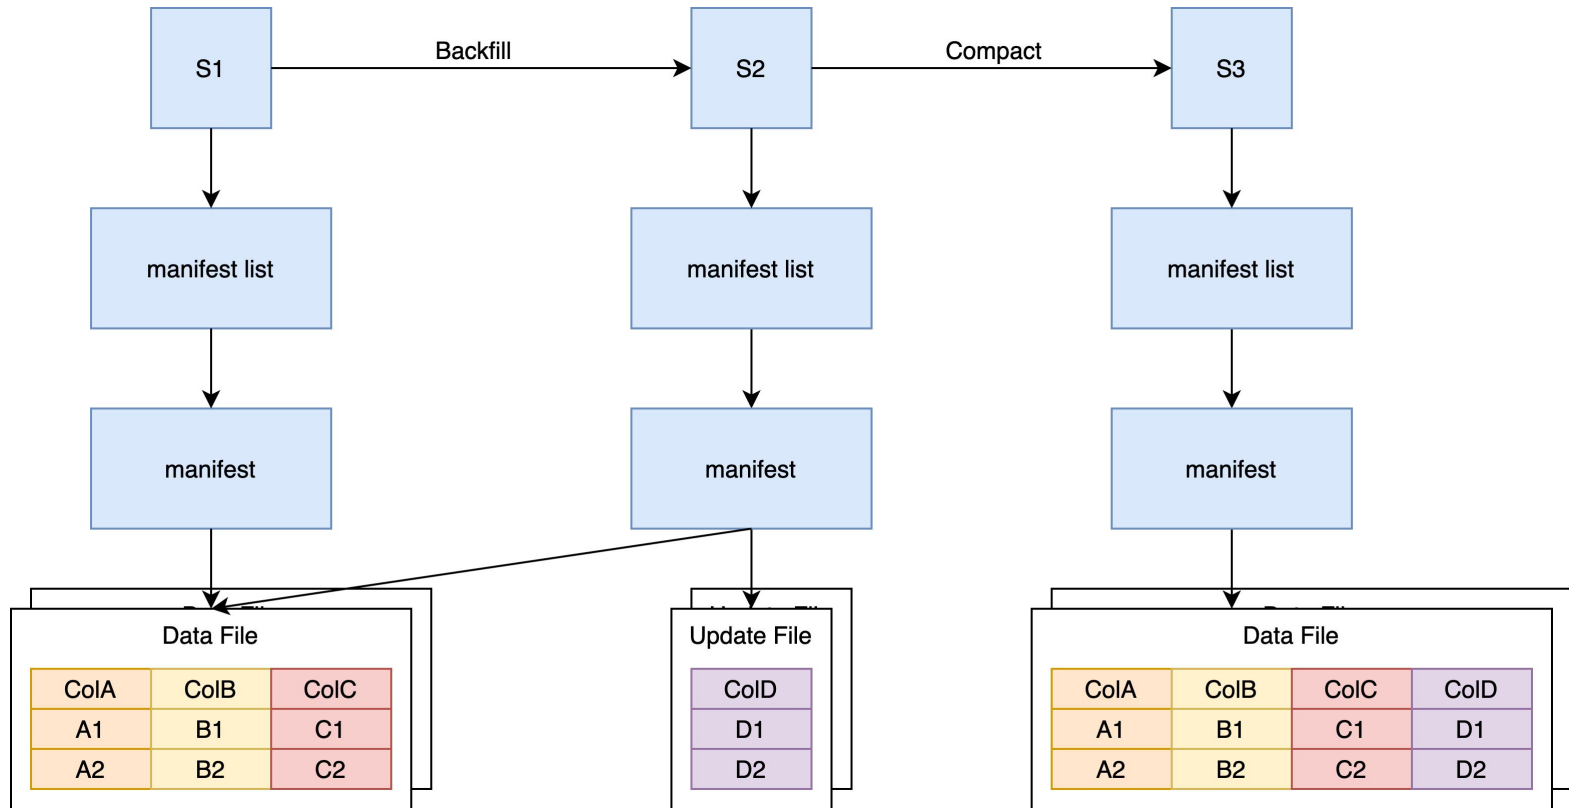 Backfill
Compact
S1
S2
S3
manifest list
manifest list
manifest list
manifest
manifest
manifest
Data File
ColA ColB ColC
A1 B1 C1
A2 B2 C2
Update File
ColD
D1
D2
Data File
ColA ColB ColC ColD
A1 B1 C1 D1
A2 B2 C2 D2